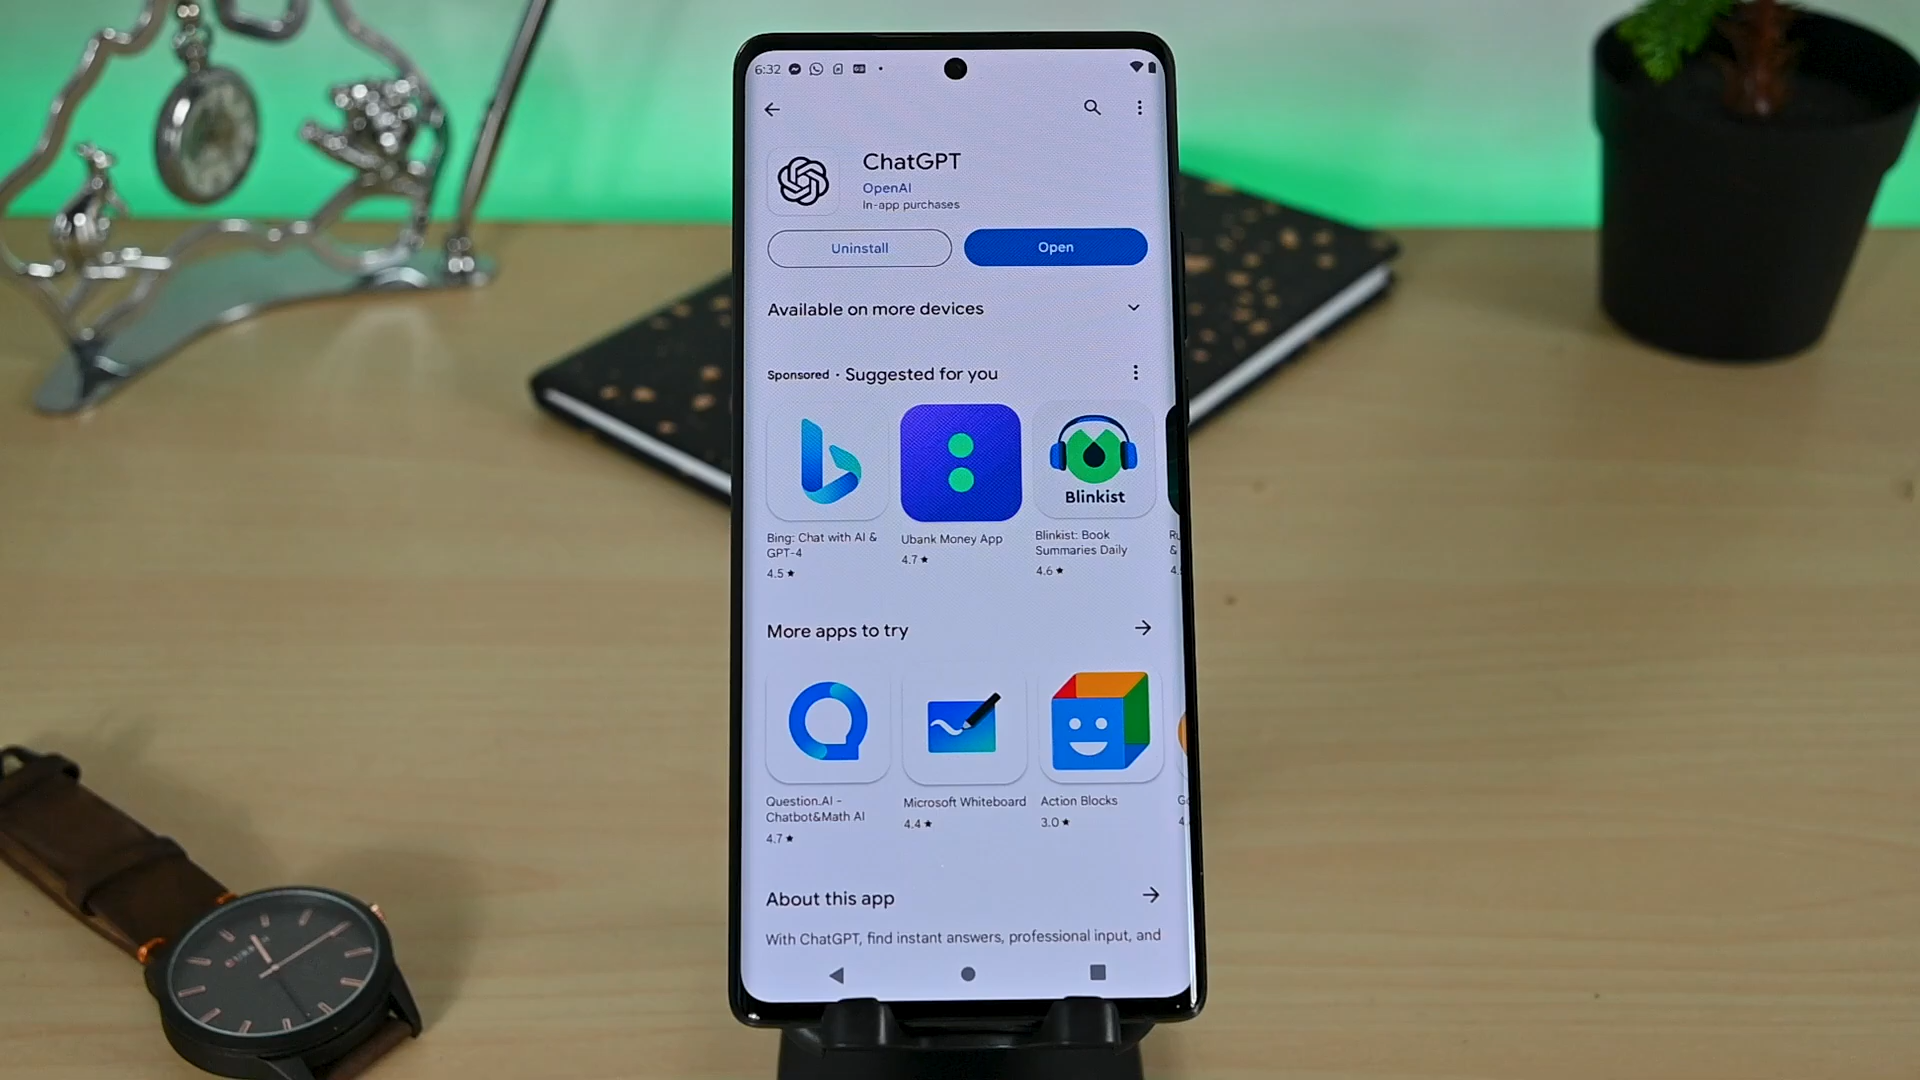 6:32
ChatGPT
OpenAI
In-app purchases
Uninstall
Open
Available on more devices
Sponsored · Suggested for you
Blinkist
Bing: Chat with AI &
GPT-4
4.5★
Ubank Money App
4.7★
Blinkist: Book
Summaries Daily
4.6★
&
More apps to try
Question.AI -
Chatbot&Math AI
4.7★
Microsoft Whiteboard
4.4★
Action Blocks
3.0★
About this app
With ChatGPT, find instant answers, professional input, and